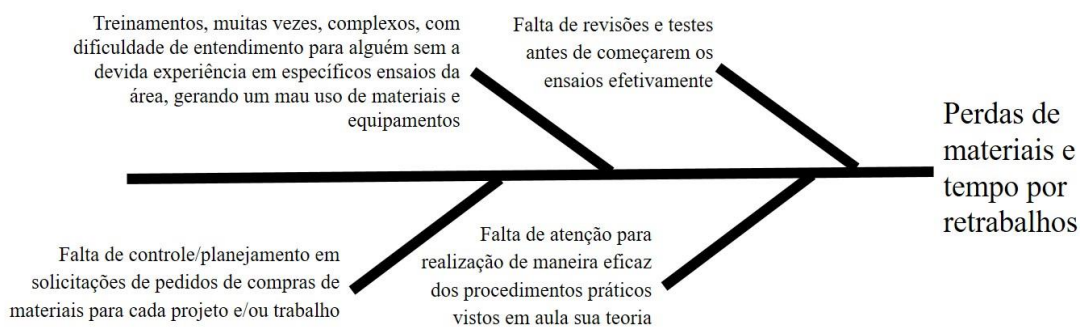 Treinamentos, muitas vezes, complexos, com
dificuldade de entendimento para alguém sem a
devida experiência em específicos ensaios da
área, gerando um mau uso de materiais e
equipamentos
Falta de revisões e testes
antes de começarem os
ensaios efetivamente
Perdas de
materiais e
tempo por
retrabalhos
Falta de controle/planejamento em
solicitações de pedidos de compras de
materiais para cada projeto e/ou trabalho
Falta de atenção para
realização de maneira eficaz
dos procedimentos práticos
vistos em aula sua teoria